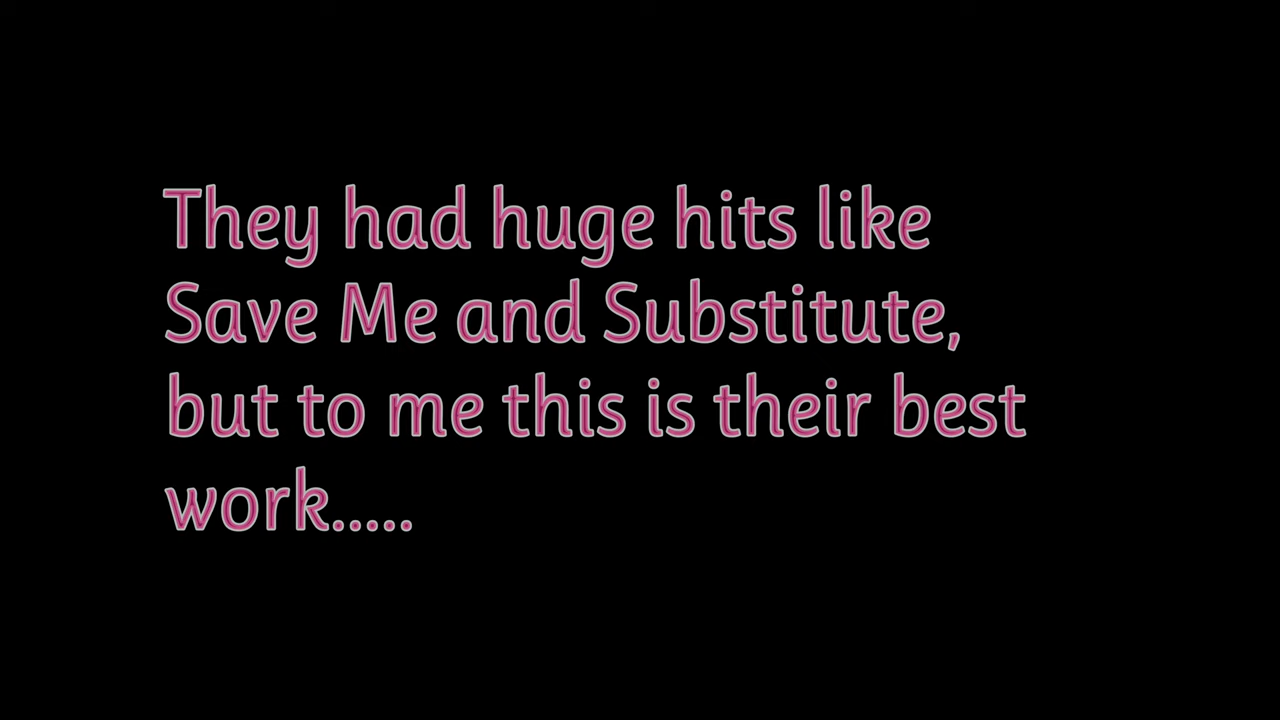 They had huge hits like
Save Me and Substitute,
but to me this is their best
work.....